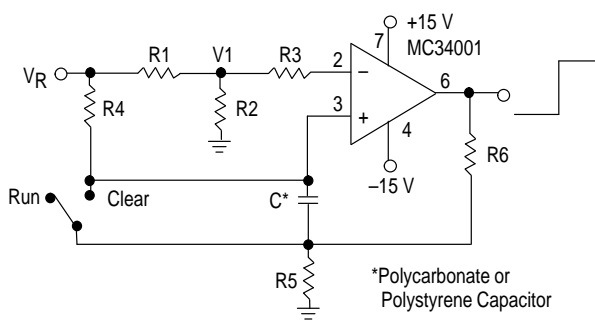 +15 V
7
MC34001
VR
R1
V1
R3
2
–
6
R4
R2
3
+
4
R6
–15 V
Run
Clear
C*
R5
*Polycarbonate or
Polystyrene Capacitor